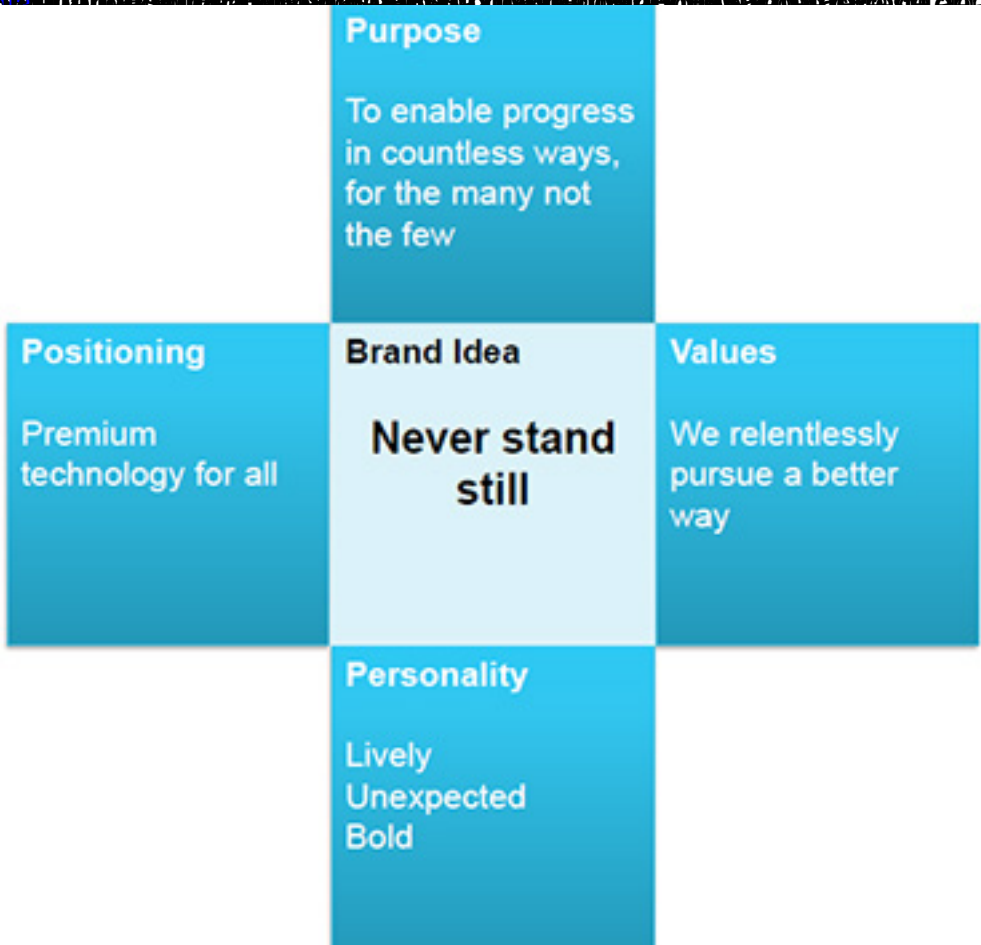 Purpose
To enable progress
in countless ways,
for the many not
the few
Positioning
Premium
technology for all
Brand Idea
Never stand
still
Values
We relentlessly
pursue a better
way
Personality
Lively
Unexpected
Bold